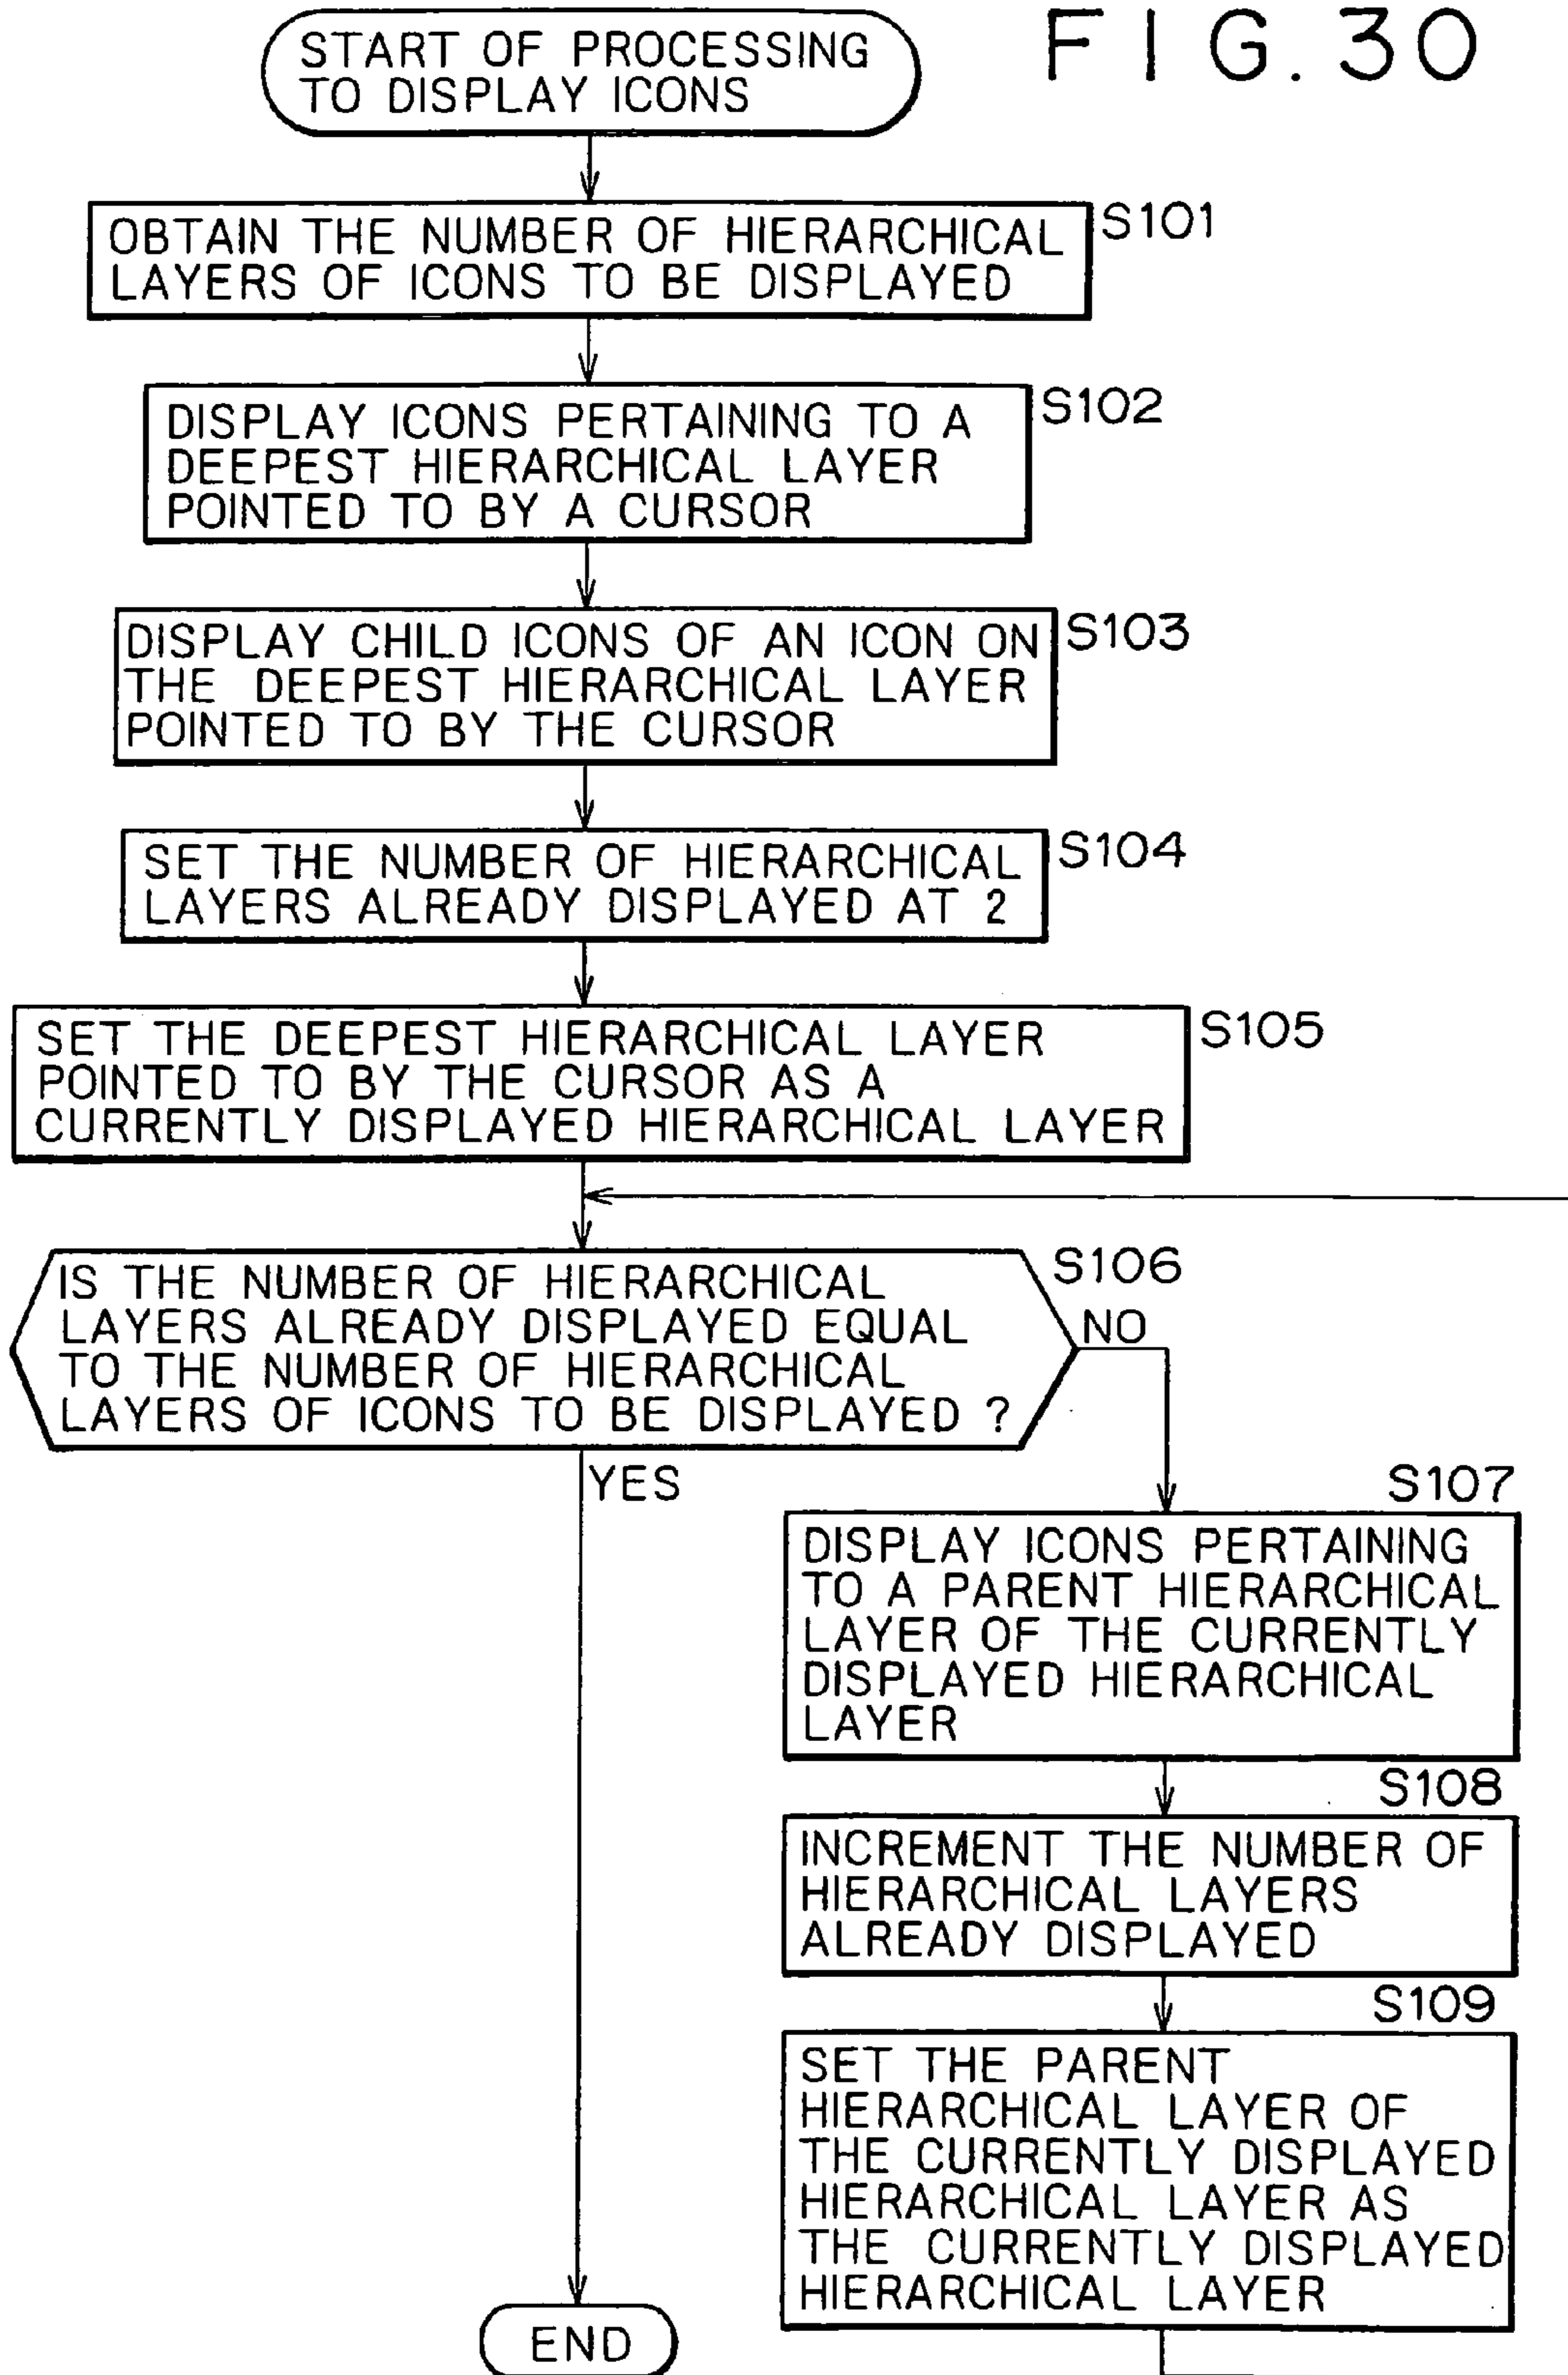 FIG. 30
START OF PROCESSING
TO DISPLAY ICONS
OBTAIN THE NUMBER OF HIERARCHICAL
LAYERS OF ICONS TO BE DISPLAYED
S101
DISPLAY ICONS PERTAINING TO A
DEEPEST HIERARCHICAL LAYER
POINTED TO BY A CURSOR
S102
DISPLAY CHILD ICONS OF AN ICON ON
THE DEEPEST HIERARCHICAL LAYER
POINTED TO BY THE CURSOR
S103
SET THE NUMBER OF HIERARCHICAL
LAYERS ALREADY DISPLAYED AT 2
S104
SET THE DEEPEST HIERARCHICAL LAYER
POINTED TO BY THE CURSOR AS A
CURRENTLY DISPLAYED HIERARCHICAL LAYER
S105
IS THE NUMBER OF HIERARCHICAL
LAYERS ALREADY DISPLAYED EQUAL
TO THE NUMBER OF HIERARCHICAL
LAYERS OF ICONS TO BE DISPLAYED ?
S106
NO
YES
S107
DISPLAY ICONS PERTAINING
TO A PARENT HIERARCHICAL
LAYER OF THE CURRENTLY
DISPLAYED HIERARCHICAL
LAYER
S108
INCREMENT THE NUMBER OF
HIERARCHICAL LAYERS
ALREADY DISPLAYED
S109
SET THE PARENT
HIERARCHICAL LAYER OF
THE CURRENTLY DISPLAYED
HIERARCHICAL LAYER AS
THE CURRENTLY DISPLAYED
HIERARCHICAL LAYER
END